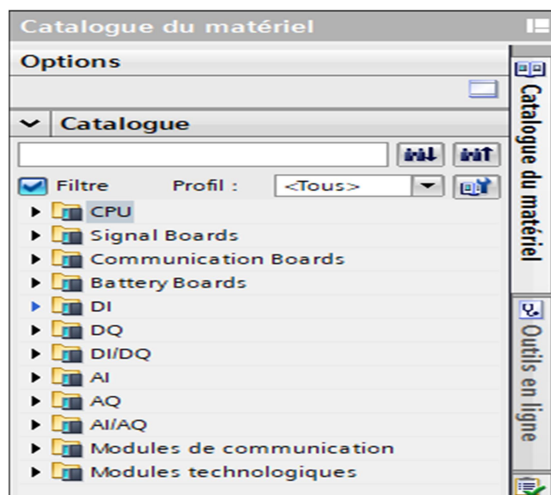 Catalogue du matériel
Options
Catalogue
Filtre Profil : <Tous>
CPU
Signal Boards
Communication Boards
Battery Boards
DI
DQ
DI/DQ
AI
AQ
AI/AQ
Modules de communication
Modules technologiques
Catalogue du matériel
Outils en ligne